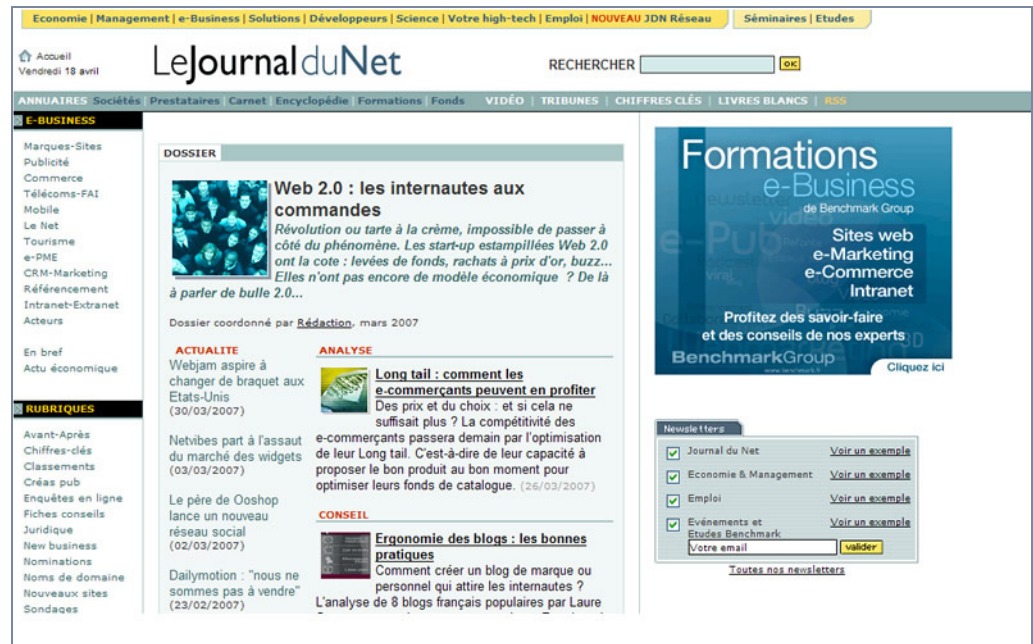 Economie | Management | e-Business | Solutions | Développeurs | Science | Votre high-tech | Emploi | NOUVEAU JDN Réseau
Séminaires | Etudes
Accueil
Vendredi 18 avril
LeJournalduNet
RECHERCHER
OK
ANNUAIRES Sociétés | Prestataires | Carnet | Encyclopédie | Formations | Fonds
VIDÉO | TRIBUNES | CHIFFRES CLÉS | LIVRES BLANCS | RSS
E-BUSINESS
Marques-Sites
Publicité
Commerce
Télécoms-FAI
Mobile
Le Net
Tourisme
e-PME
CRM-Marketing
Référencement
Intranet-Extranet
Acteurs
En bref
Actu économique
RUBRIQUES
Avant-Après
Chiffres-clés
Classements
Créas pub
Enquêtes en ligne
Fiches conseils
Juridique
New business
Nominations
Noms de domaine
Nouveaux sites
Sondages
DOSSIER
Web 2.0 : les internautes aux
commandes
Révolution ou tarte à la crème, impossible de passer à
côté du phénomène. Les start-up estampillées Web 2.0
ont la cote : levées de fonds, rachats à prix d'or, buzz...
Elles n'ont pas encore de modèle économique ? De là
à parler de bulle 2.0...
Dossier coordonné par Rédaction, mars 2007
ACTUALITE
Webjam aspire à
changer de braquet aux
Etats-Unis
(30/03/2007)
Netvibes part à l'assaut
du marché des widgets
(03/03/2007)
Le père de Ooshop
lance un nouveau
réseau social
(02/03/2007)
Dailymotion : "nous ne
sommes pas à vendre"
(23/02/2007)
ANALYSE
Long tail : comment les
e-commerçants peuvent en profiter
Des prix et du choix : et si cela ne
suffisait plus ? La compétitivité des
e-commerçants passera demain par l'optimisation
de leur Long tail. C'est-à-dire de leur capacité à
proposer le bon produit au bon moment pour
optimiser leurs fonds de catalogue. (26/03/2007)
CONSEIL
Ergonomie des blogs : les bonnes
pratiques
Comment créer un blog de marque ou
personnel qui attire les internautes ?
L'analyse de 8 blogs français populaires par Laure
Formations
e-Business
de Benchmark Group
Newsletter
Vidéo
e-Pub
viral
Blog
Sites web
e-Marketing
e-Commerce
Intranet
Profitez des savoir-faire
et des conseils de nos experts
BenchmarkGroup
www.benchmark.fr
Cliquez ici
Newsletters
Journal du Net Voir un exemple
Economie & Management Voir un exemple
Emploi Voir un exemple
Evénements et Voir un exemple
Etudes Benchmark
Votre email valider
Toutes nos newsletters